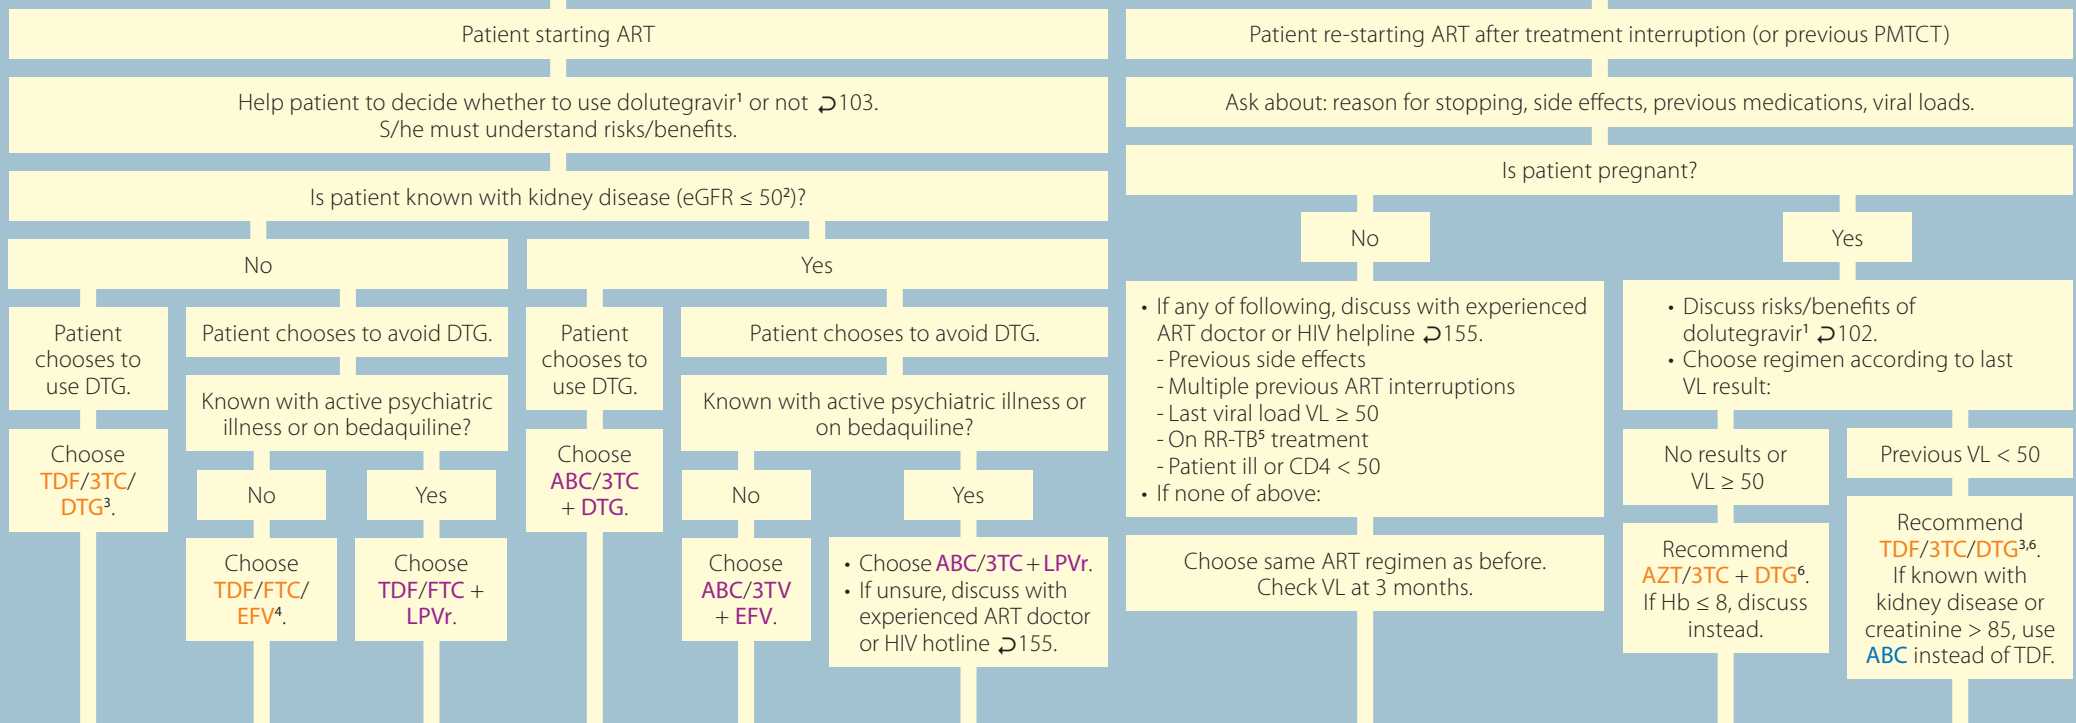 Patient starting ART
Help patient to decide whether to use dolutegravir¹ or not ⮌103.
S/he must understand risks/benefits.
Is patient known with kidney disease (eGFR ≤ 50²)?
No
Patient
chooses to
use DTG.
Choose
TDF/3TC/
DTG³.
Patient chooses to avoid DTG.
Known with active psychiatric
illness or on bedaquiline?
No
Choose
TDF/FTC/
EFV⁴.
Yes
Choose
TDF/FTC +
LPVr.
Yes
Patient
chooses to
use DTG.
Choose
ABC/3TC
+ DTG.
Patient chooses to avoid DTG.
Known with active psychiatric illness or
on bedaquiline?
No
Choose
ABC/3TV
+ EFV.
Yes
• Choose ABC/3TC + LPVr.
• If unsure, discuss with
experienced ART doctor
or HIV hotline ⮌155.
Patient re-starting ART after treatment interruption (or previous PMTCT)
Ask about: reason for stopping, side effects, previous medications, viral loads.
Is patient pregnant?
No
• If any of following, discuss with experienced
ART doctor or HIV helpline ⮌155.
- Previous side effects
- Multiple previous ART interruptions
- Last viral load VL ≥ 50
- On RR-TB⁵ treatment
- Patient ill or CD4 < 50
• If none of above:
Choose same ART regimen as before.
Check VL at 3 months.
Yes
• Discuss risks/benefits of
dolutegravir¹ ⮌102.
• Choose regimen according to last
VL result:
No results or
VL ≥ 50
Recommend
AZT/3TC + DTG⁶.
If Hb ≤ 8, discuss
instead.
Previous VL < 50
Recommend
TDF/3TC/DTG³,⁶.
If known with
kidney disease or
creatinine > 85, use
ABC instead of TDF.